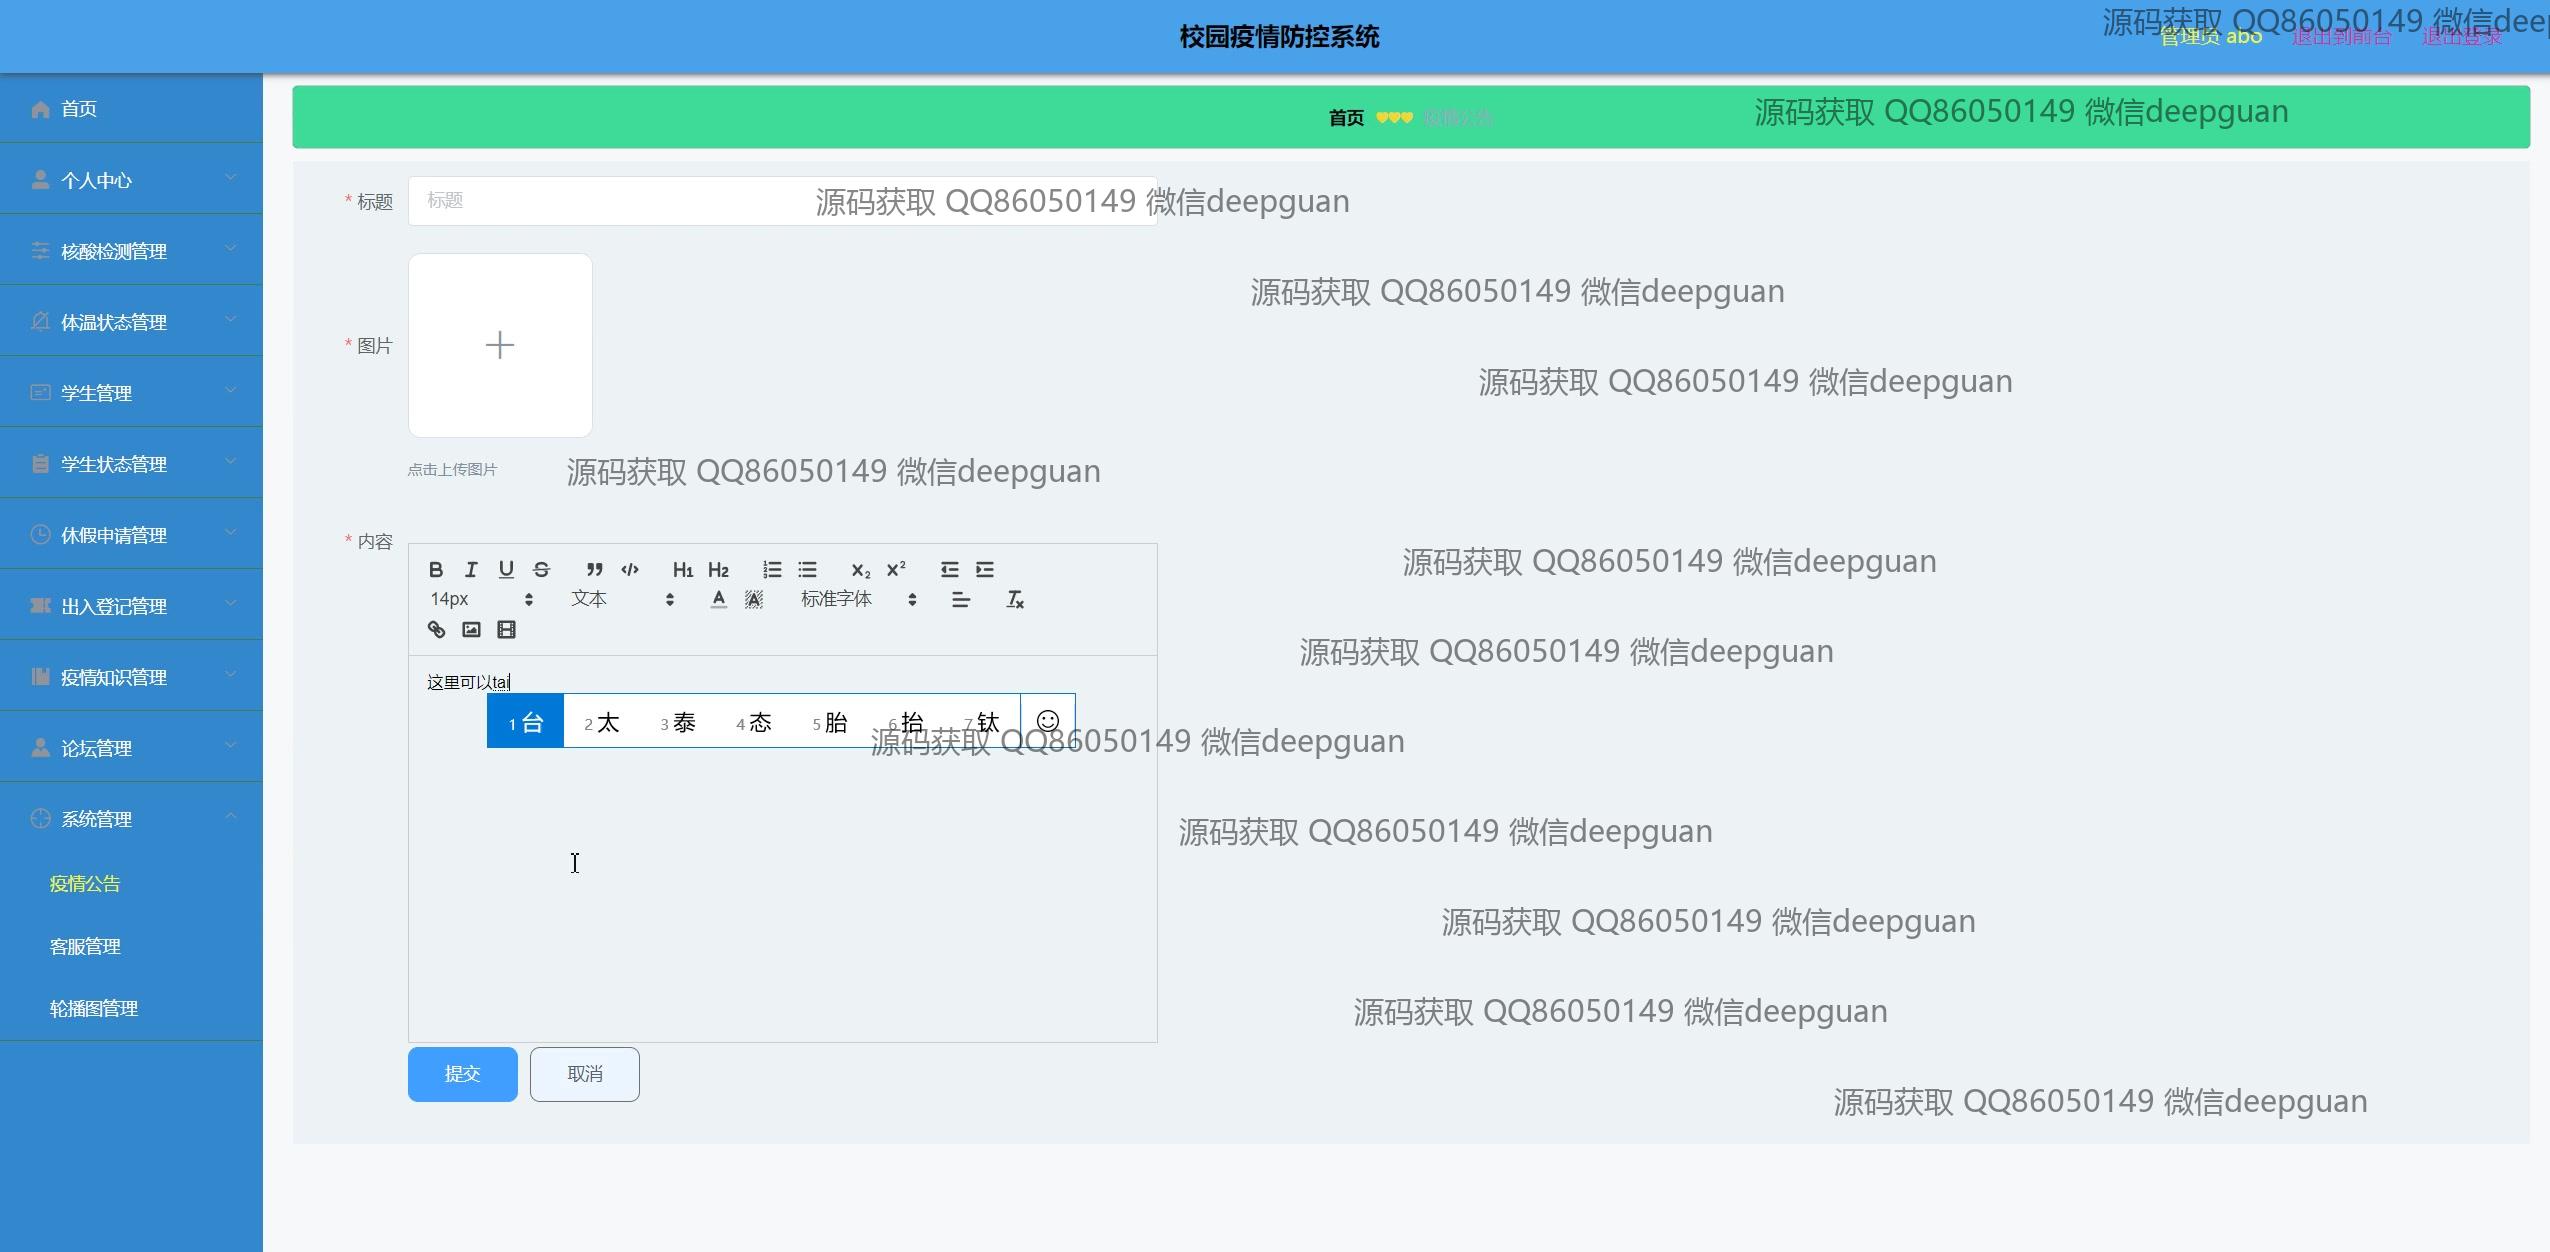 校园疫情防控系统
源码获取 QQ86050149 微信deep
管理员 abo
退出到前台
退出登录
首页
首页
疫情公告
源码获取 QQ86050149 微信deepguan
个人中心
* 标题
标题
源码获取 QQ86050149 微信deepguan
核酸检测管理
源码获取 QQ86050149 微信deepguan
体温状态管理
* 图片
学生管理
源码获取 QQ86050149 微信deepguan
学生状态管理
点击上传图片
源码获取 QQ86050149 微信deepguan
休假申请管理
* 内容
B I U S H1 H2 X2 X2
源码获取 QQ86050149 微信deepguan
出入登记管理
14px 文本 A A 标准字体
源码获取 QQ86050149 微信deepguan
疫情知识管理
这里可以tai
1 台 2 太 3 泰 4 态 5 胎 6 抬 7 钛
源码获取 QQ86050149 微信deepguan
论坛管理
系统管理
源码获取 QQ86050149 微信deepguan
疫情公告
源码获取 QQ86050149 微信deepguan
客服管理
轮播图管理
源码获取 QQ86050149 微信deepguan
提交
取消
源码获取 QQ86050149 微信deepguan